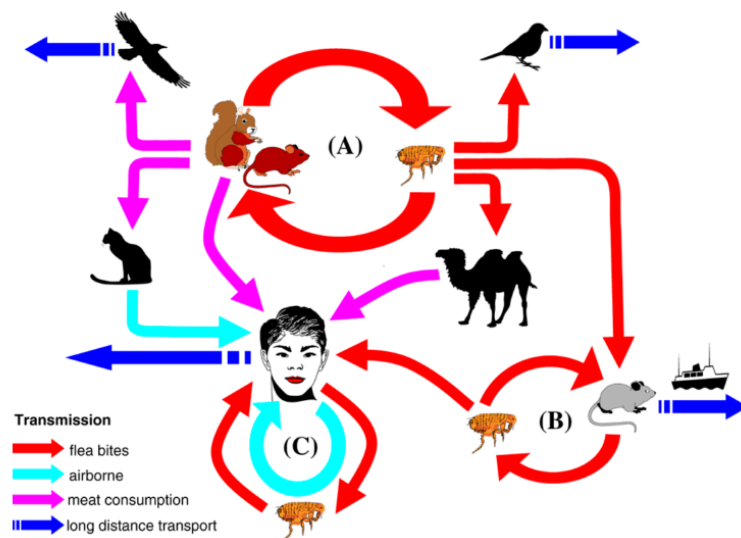 (A)
(B)
(C)
Transmission
flea bites
airborne
meat consumption
long distance transport